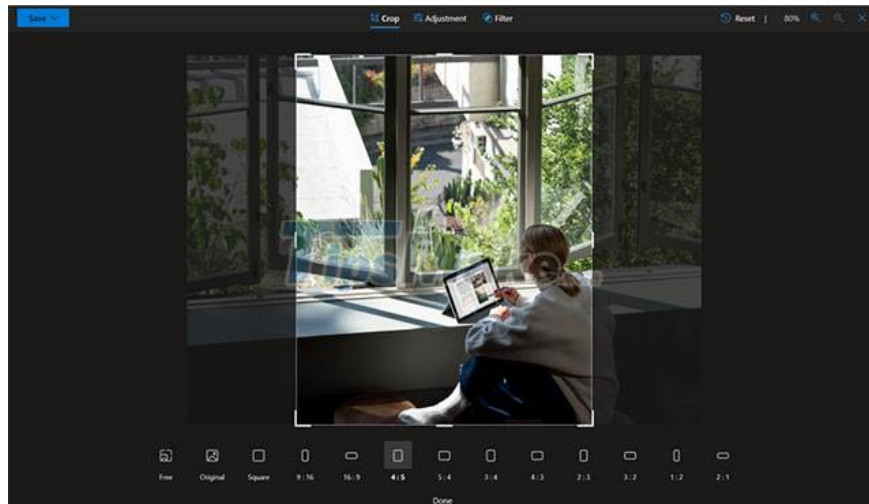 Save
Crop Adjustment Filter
Reset | 80%
Tips
Free Original Square 9:16 16:9 4:5 5:4 3:4 4:3 2:3 3:2 1:2 2:1
Done